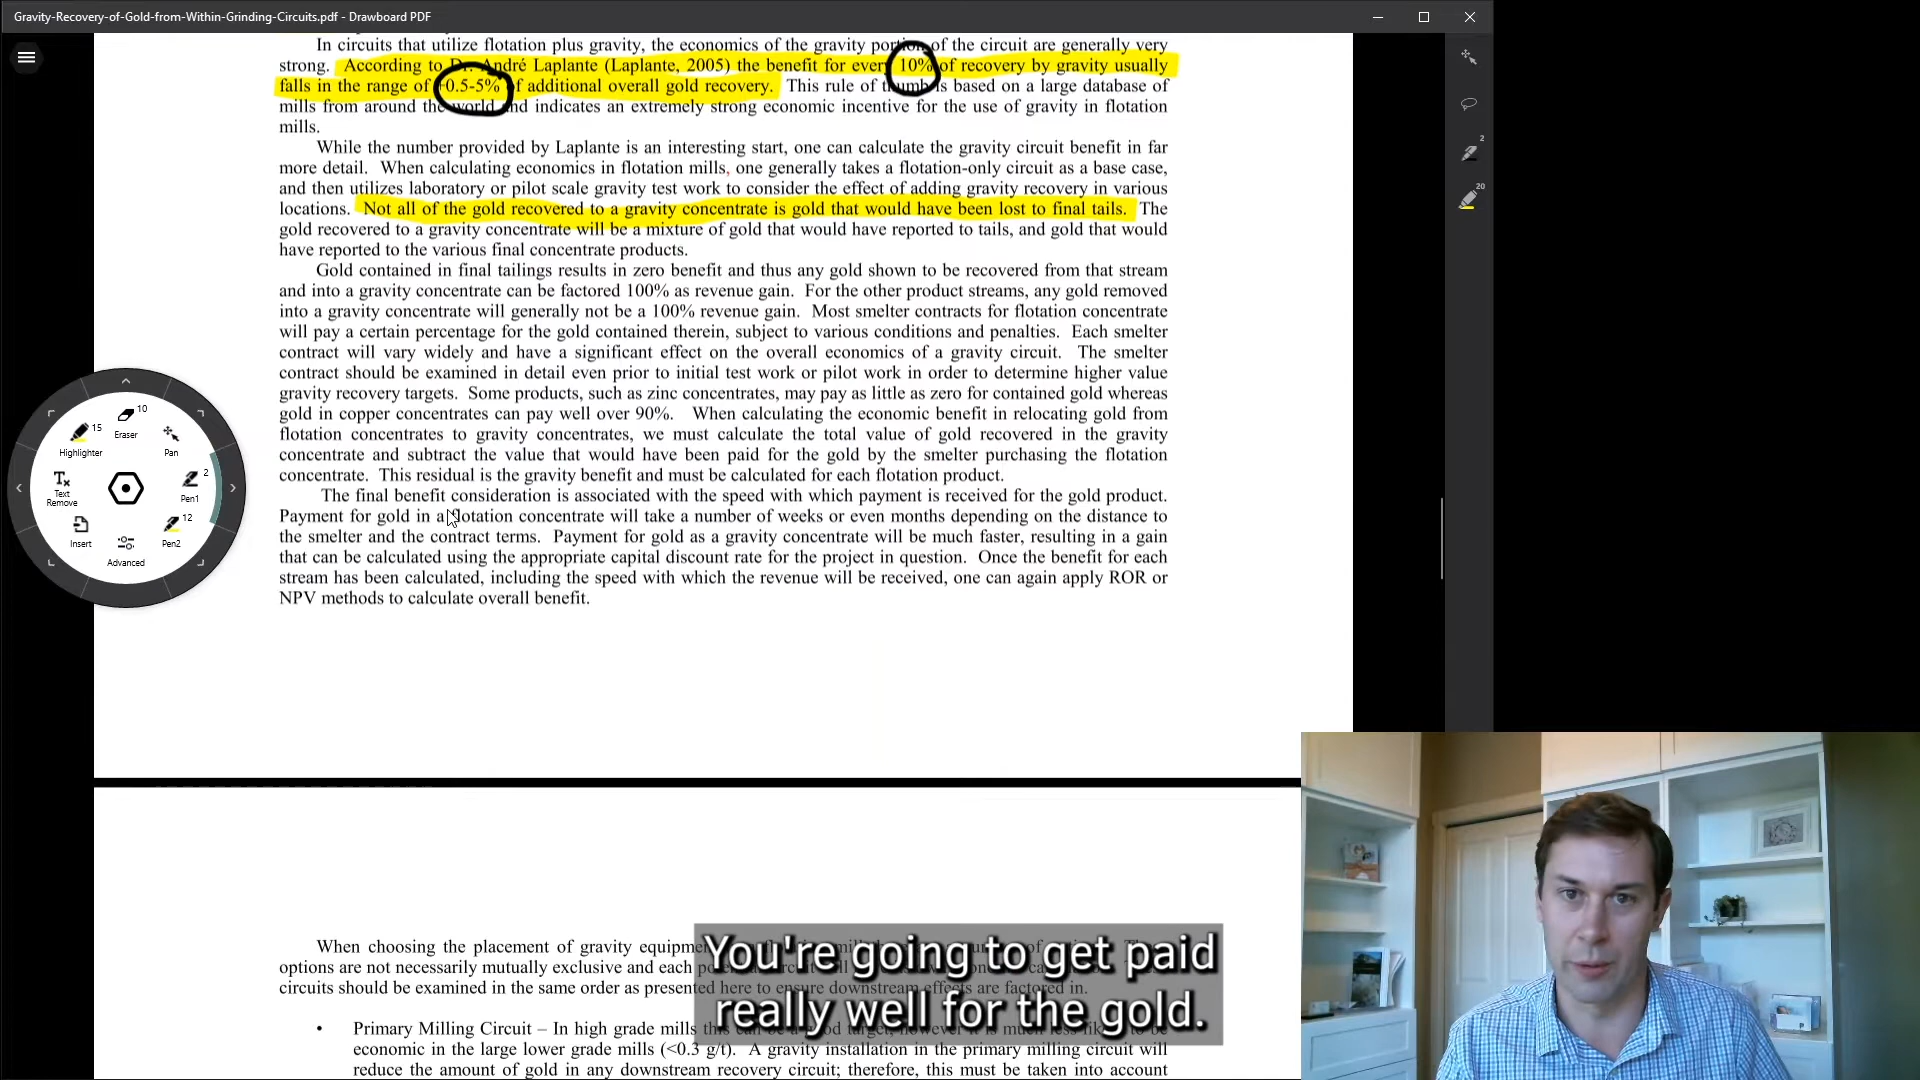 Gravity-Recovery-of-Gold-from-Within-Grinding-Circuits.pdf - Drawboard PDF
In circuits that utilize flotation plus gravity, the economics of the gravity portion of the circuit are generally very
strong. According to Dr. André Laplante (Laplante, 2005) the benefit for every 10% of recovery by gravity usually
falls in the range of 0.5-5% of additional overall gold recovery. This rule of thumb is based on a large database of
mills from around the world and indicates an extremely strong economic incentive for the use of gravity in flotation
mills.
While the number provided by Laplante is an interesting start, one can calculate the gravity circuit benefit in far
more detail. When calculating economics in flotation mills, one generally takes a flotation-only circuit as a base case,
and then utilizes laboratory or pilot scale gravity test work to consider the effect of adding gravity recovery in various
locations. Not all of the gold recovered to a gravity concentrate is gold that would have been lost to final tails. The
gold recovered to a gravity concentrate will be a mixture of gold that would have reported to tails, and gold that would
have reported to the various final concentrate products.
Gold contained in final tailings results in zero benefit and thus any gold shown to be recovered from that stream
and into a gravity concentrate can be factored 100% as revenue gain. For the other product streams, any gold removed
into a gravity concentrate will generally not be a 100% revenue gain. Most smelter contracts for flotation concentrate
will pay a certain percentage for the gold contained therein, subject to various conditions and penalties. Each smelter
contract will vary widely and have a significant effect on the overall economics of a gravity circuit. The smelter
contract should be examined in detail even prior to initial test work or pilot work in order to determine higher value
gravity recovery targets. Some products, such as zinc concentrates, may pay as little as zero for contained gold whereas
gold in copper concentrates can pay well over 90%. When calculating the economic benefit in relocating gold from
flotation concentrates to gravity concentrates, we must calculate the total value of gold recovered in the gravity
concentrate and subtract the value that would have been paid for the gold by the smelter purchasing the flotation
concentrate. This residual is the gravity benefit and must be calculated for each flotation product.
The final benefit consideration is associated with the speed with which payment is received for the gold product.
Payment for gold in a flotation concentrate will take a number of weeks or even months depending on the distance to
the smelter and the contract terms. Payment for gold as a gravity concentrate will be much faster, resulting in a gain
that can be calculated using the appropriate capital discount rate for the project in question. Once the benefit for each
stream has been calculated, including the speed with which the revenue will be received, one can again apply ROR or
NPV methods to calculate overall benefit.
2
20
10
Eraser
15
Highlighter
Pan
Text
Remove
2
Pen1
12
Insert
Pen2
Advanced
When choosing the placement of gravity
options are not necessarily mutually exclusive and each
circuits should be examined in the same order as presented here to ensure downstream effects are factored in.
• Primary Milling Circuit – In high grade mills
economic in the large lower grade mills (<0.3 g/t). A gravity installation in the primary milling circuit will
reduce the amount of gold in any downstream recovery circuit; therefore, this must be taken into account
You're going to get paid
really well for the gold.